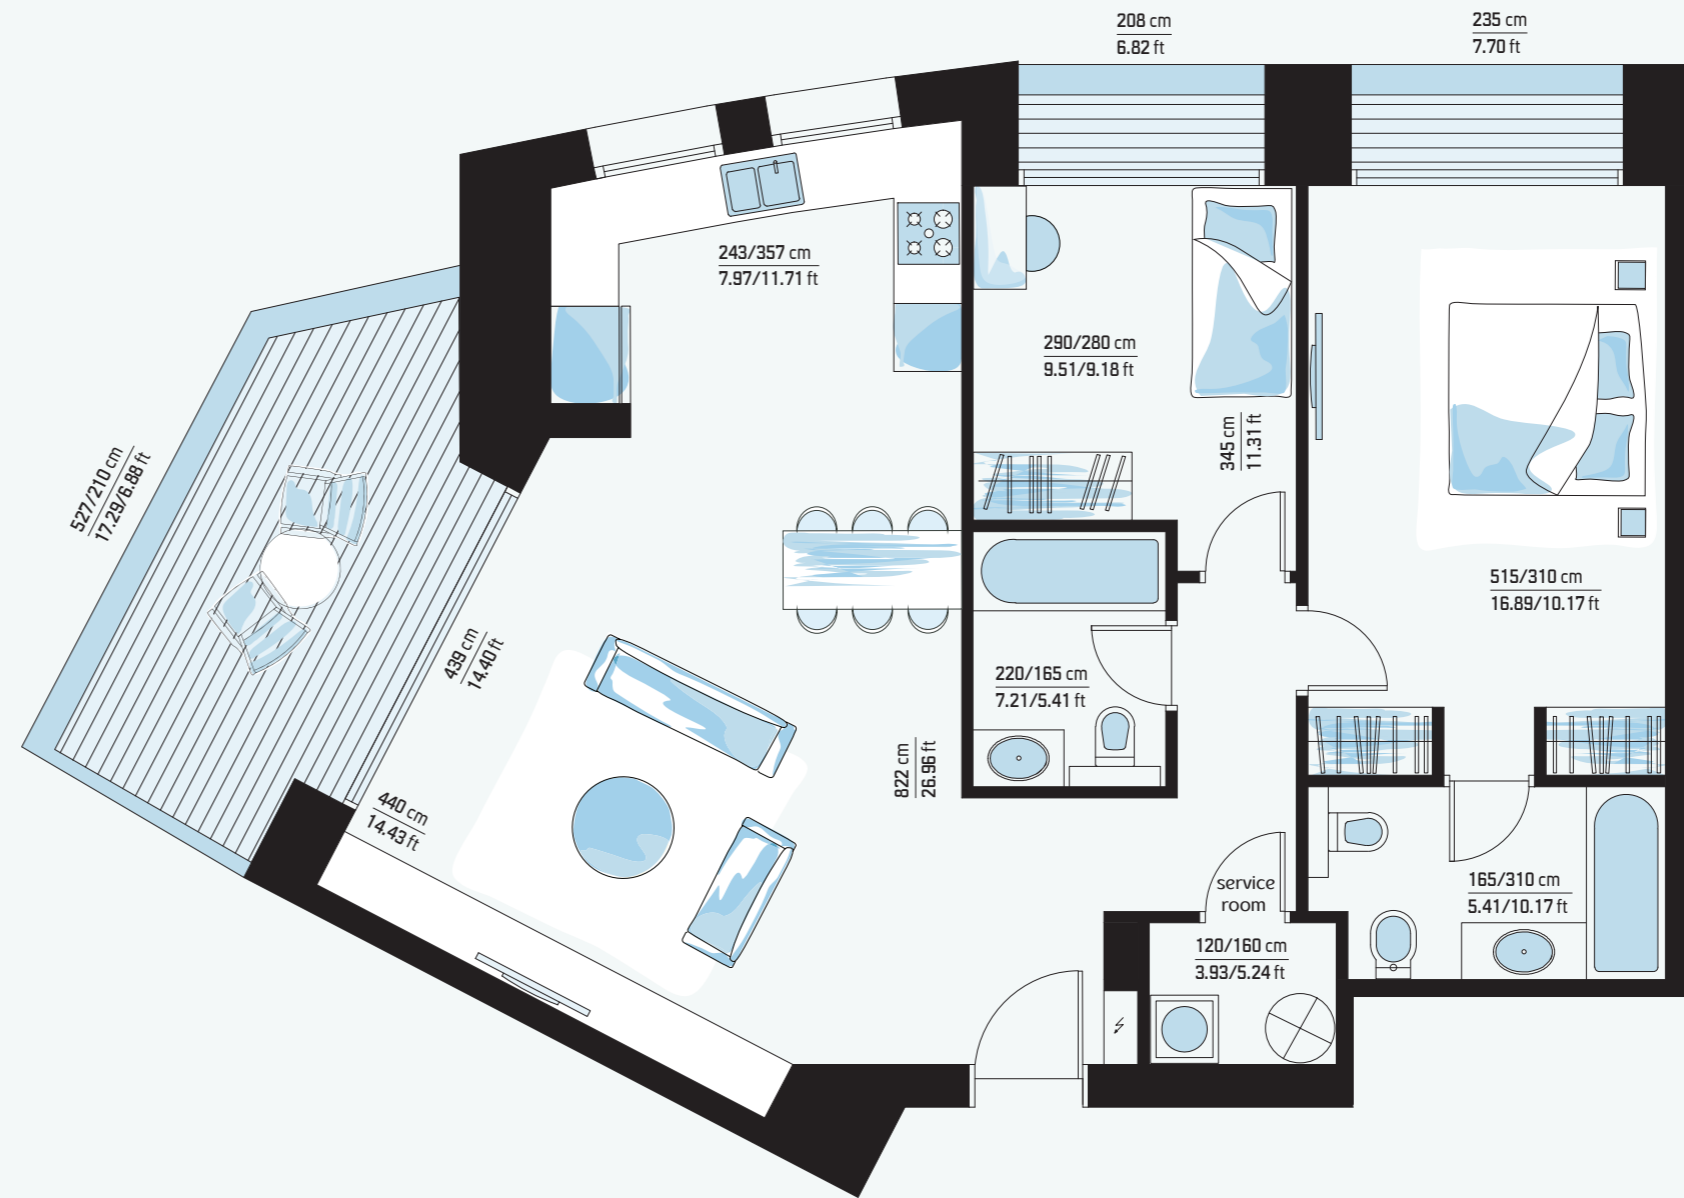 208 cm
6.82 ft
235 cm
7.70 ft
243/357 cm
7.97/11.71 ft
290/280 cm
9.51/9.18 ft
345 cm
11.31 ft
527/210 cm
17.29/6.88 ft
515/310 cm
16.89/10.17 ft
439 cm
14.40 ft
220/165 cm
7.21/5.41 ft
822 cm
26.96 ft
440 cm
14.43 ft
service
room
165/310 cm
5.41/10.17 ft
120/160 cm
3.93/5.24 ft